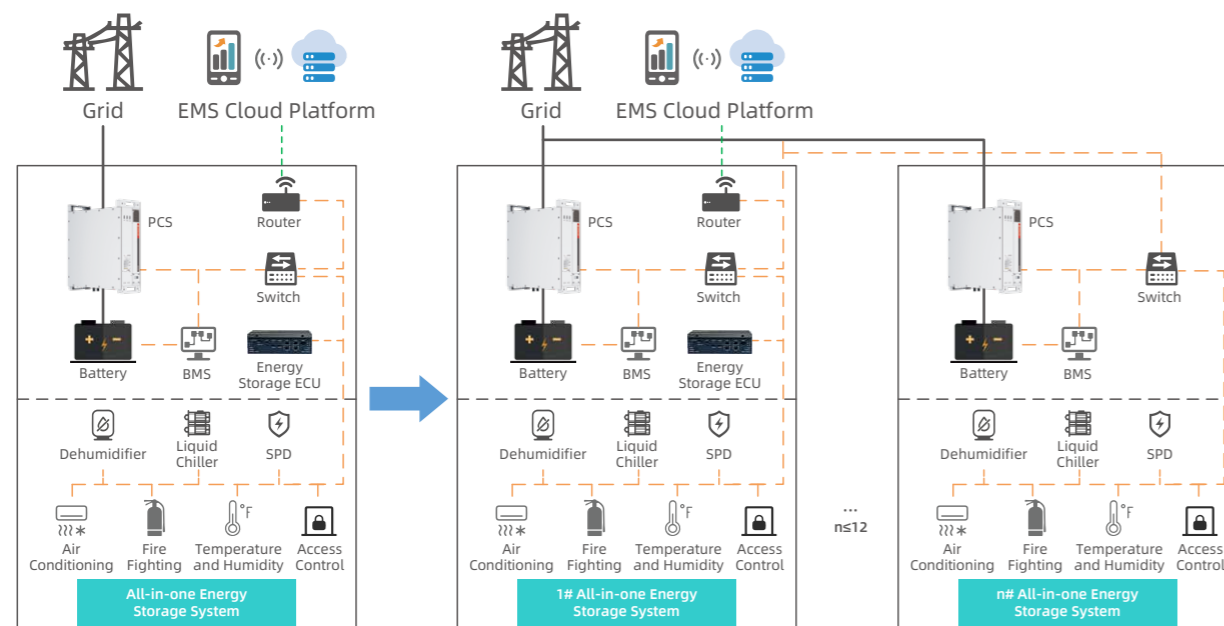 Grid
EMS Cloud Platform
PCS
Router
Switch
Battery
BMS
Energy
Storage ECU
Dehumidifier
Liquid
Chiller
SPD
°F
Air
Conditioning
Fire
Fighting
Temperature
and Humidity
Access
Control
All-in-one Energy
Storage System
Grid
EMS Cloud Platform
PCS
Router
Switch
Battery
BMS
Energy
Storage ECU
Dehumidifier
Liquid
Chiller
SPD
°F
Air
Conditioning
Fire
Fighting
Temperature
and Humidity
Access
Control
1# All-in-one Energy
Storage System
...
n≤12
PCS
Switch
Battery
BMS
Dehumidifier
Liquid
Chiller
SPD
°F
Air
Conditioning
Fire
Fighting
Temperature
and Humidity
Access
Control
n# All-in-one Energy
Storage System